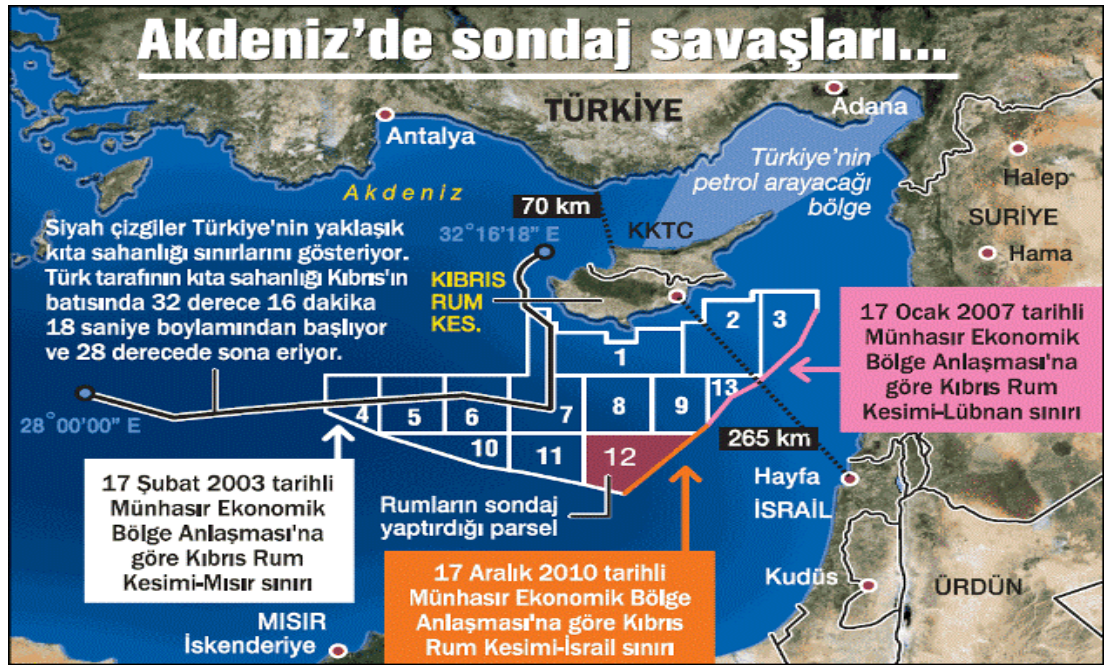 Akdeniz’de sondaj savaşları...
TÜRKİYE
Adana
Antalya
Akdeniz
Türkiye’nin
petrol arayacağı
bölge
Halep
SURİYE
Hama
70 km
KKTC
Siyah çizgiler Türkiye'nin yaklaşık
kıta sahanlığı sınırlarını gösteriyor.
Türk tarafının kıta sahanlığı Kıbrıs'ın
batısında 32 derece 16 dakika
18 saniye boylamından başlıyor
ve 28 derecede sona eriyor.
32°16'18” E
KIBRIS
RUM
KES.
28°00'00” E
1
2
3
4
5
6
7
8
9
13
10
11
12
17 Ocak 2007 tarihli
Münhasır Ekonomik
Bölge Anlaşması'na
göre Kıbrıs Rum
Kesimi-Lübnan sınırı
265 km
Hayfa
İSRAİL
17 Şubat 2003 tarihli
Münhasır Ekonomik
Bölge Anlaşması'na
göre Kıbrıs Rum
Kesimi-Mısır sınırı
Rumların sondaj
yaptırdığı parsel
17 Aralık 2010 tarihli
Münhasır Ekonomik Bölge
Anlaşması'na göre Kıbrıs
Rum Kesimi-İsrail sınırı
Kudüs
ÜRDÜN
MISIR
İskenderiye